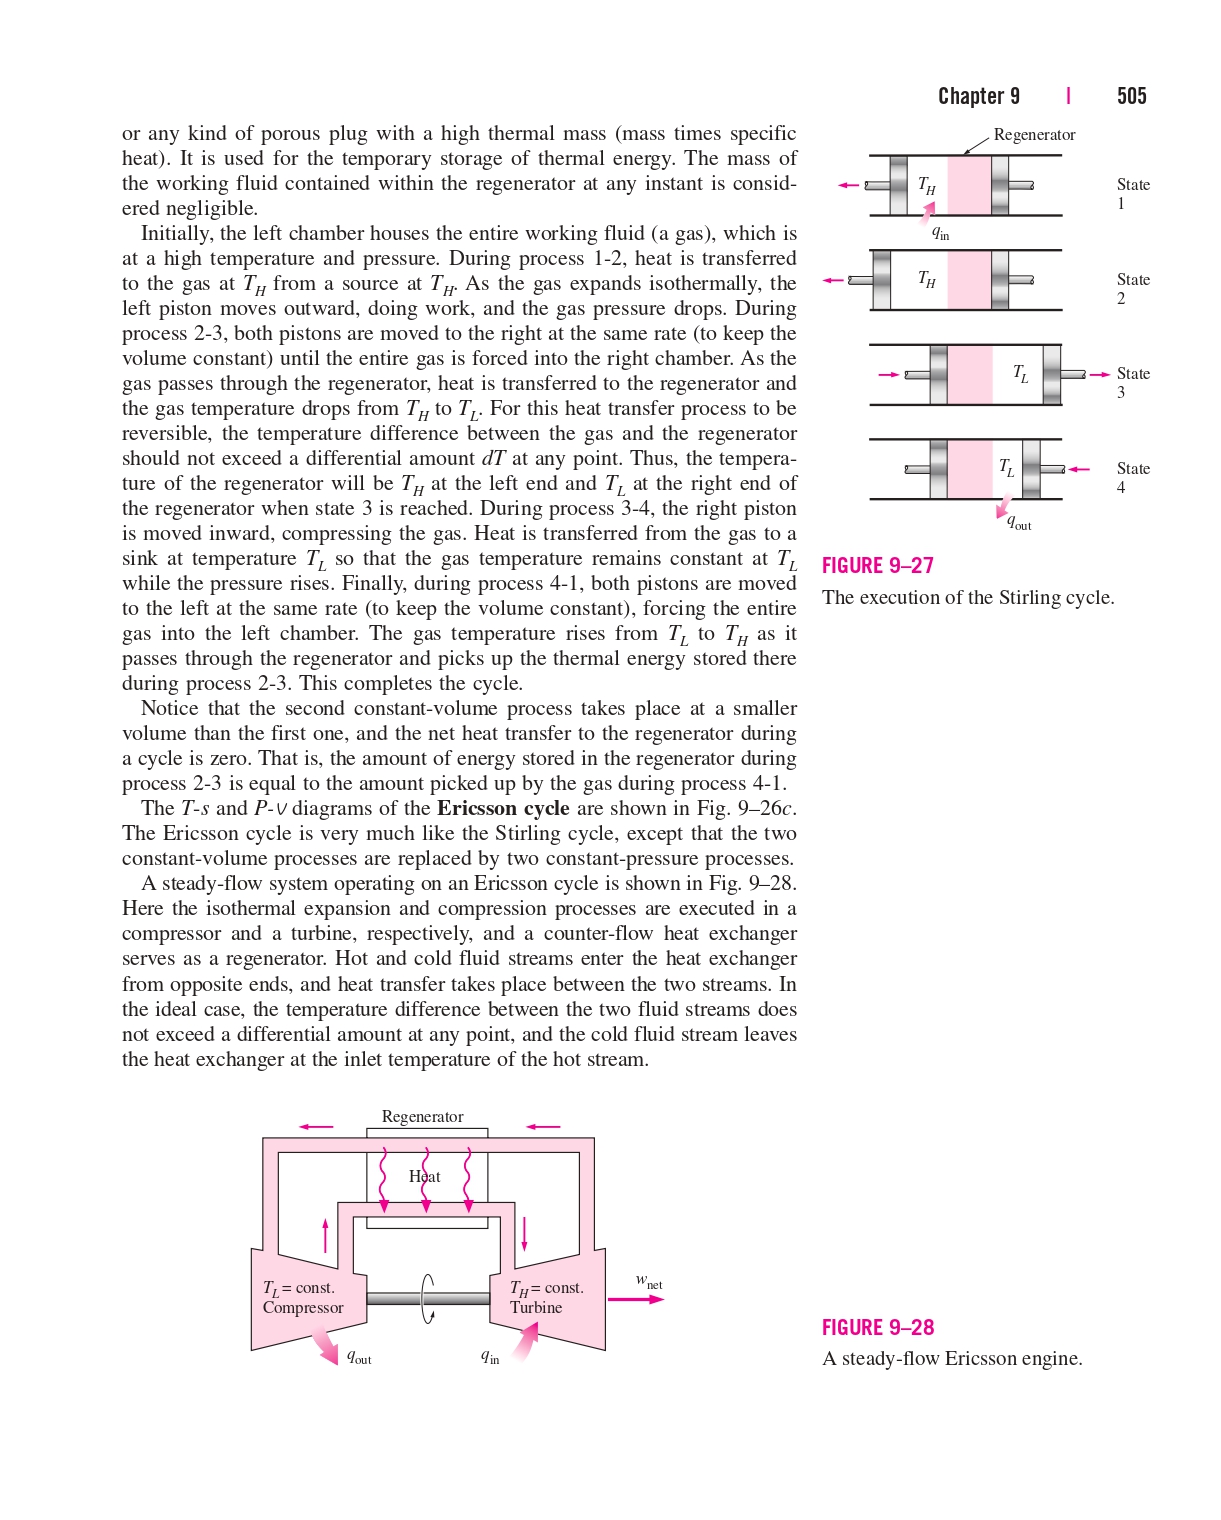 Chapter 9 | 505
or any kind of porous plug with a high thermal mass (mass times specific
heat). It is used for the temporary storage of thermal energy. The mass of
the working fluid contained within the regenerator at any instant is consid-
ered negligible.
Initially, the left chamber houses the entire working fluid (a gas), which is
at a high temperature and pressure. During process 1-2, heat is transferred
to the gas at T_H from a source at T_H. As the gas expands isothermally, the
left piston moves outward, doing work, and the gas pressure drops. During
process 2-3, both pistons are moved to the right at the same rate (to keep the
volume constant) until the entire gas is forced into the right chamber. As the
gas passes through the regenerator, heat is transferred to the regenerator and
the gas temperature drops from T_H to T_L. For this heat transfer process to be
reversible, the temperature difference between the gas and the regenerator
should not exceed a differential amount dT at any point. Thus, the tempera-
ture of the regenerator will be T_H at the left end and T_L at the right end of
the regenerator when state 3 is reached. During process 3-4, the right piston
is moved inward, compressing the gas. Heat is transferred from the gas to a
sink at temperature T_L so that the gas temperature remains constant at T_L
while the pressure rises. Finally, during process 4-1, both pistons are moved
to the left at the same rate (to keep the volume constant), forcing the entire
gas into the left chamber. The gas temperature rises from T_L to T_H as it
passes through the regenerator and picks up the thermal energy stored there
during process 2-3. This completes the cycle.
Notice that the second constant-volume process takes place at a smaller
volume than the first one, and the net heat transfer to the regenerator during
a cycle is zero. That is, the amount of energy stored in the regenerator during
process 2-3 is equal to the amount picked up by the gas during process 4-1.
The T-s and P-v diagrams of the Ericsson cycle are shown in Fig. 9–26c.
The Ericsson cycle is very much like the Stirling cycle, except that the two
constant-volume processes are replaced by two constant-pressure processes.
A steady-flow system operating on an Ericsson cycle is shown in Fig. 9–28.
Here the isothermal expansion and compression processes are executed in a
compressor and a turbine, respectively, and a counter-flow heat exchanger
serves as a regenerator. Hot and cold fluid streams enter the heat exchanger
from opposite ends, and heat transfer takes place between the two streams. In
the ideal case, the temperature difference between the two fluid streams does
not exceed a differential amount at any point, and the cold fluid stream leaves
the heat exchanger at the inlet temperature of the hot stream.
Regenerator
T_H
State
1
q_in
T_H
State
2
T_L
State
3
T_L
State
4
q_out
FIGURE 9–27
The execution of the Stirling cycle.
Regenerator
Heat
T_L = const.
Compressor
T_H = const.
Turbine
w_net
q_out
q_in
FIGURE 9–28
A steady-flow Ericsson engine.